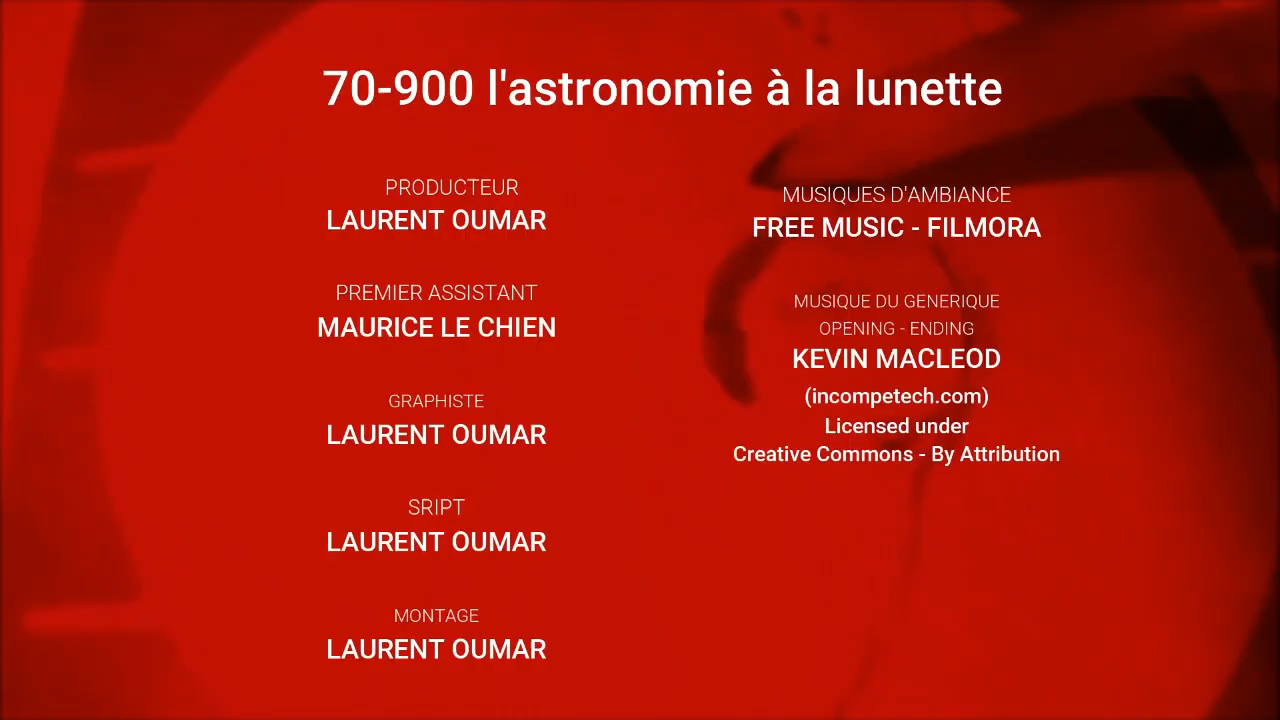 70-900 l'astronomie à la lunette
PRODUCTEUR
LAURENT OUMAR
PREMIER ASSISTANT
MAURICE LE CHIEN
GRAPHISTE
LAURENT OUMAR
SRIPT
LAURENT OUMAR
MONTAGE
LAURENT OUMAR
MUSIQUES D'AMBIANCE
FREE MUSIC - FILMORA
MUSIQUE DU GENERIQUE
OPENING - ENDING
KEVIN MACLEOD
(incompetech.com)
Licensed under
Creative Commons - By Attribution